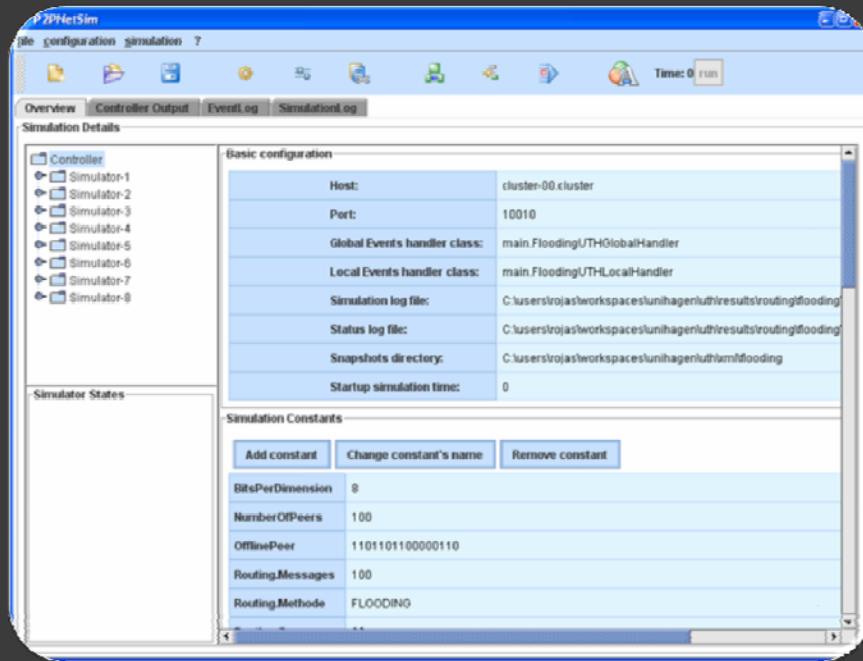 P2PNetSim
file configuration simulation ?
Time: 0 run
Overview Controller Output EventLog SimulationLog
Simulation Details
Controller
Simulator-1
Simulator-2
Simulator-3
Simulator-4
Simulator-5
Simulator-6
Simulator-7
Simulator-8
Simulator States
Basic configuration
Host: cluster-00.cluster
Port: 10010
Global Events handler class: main.FloodingUTHGlobalHandler
Local Events handler class: main.FloodingUTHLocalHandler
Simulation log file: C:\users\rojas\workspaces\unihagen\uth\results\routing\flooding\
Status log file: C:\users\rojas\workspaces\unihagen\uth\results\routing\flooding\
Snapshots directory: C:\users\rojas\workspaces\unihagen\uth\xml\flooding
Startup simulation time: 0
Simulation Constants
Add constant Change constant's name Remove constant
BitsPerDimension 8
NumberOfPeers 100
OfflinePeer 1101101100000110
Routing.Messages 100
Routing.Methode FLOODING